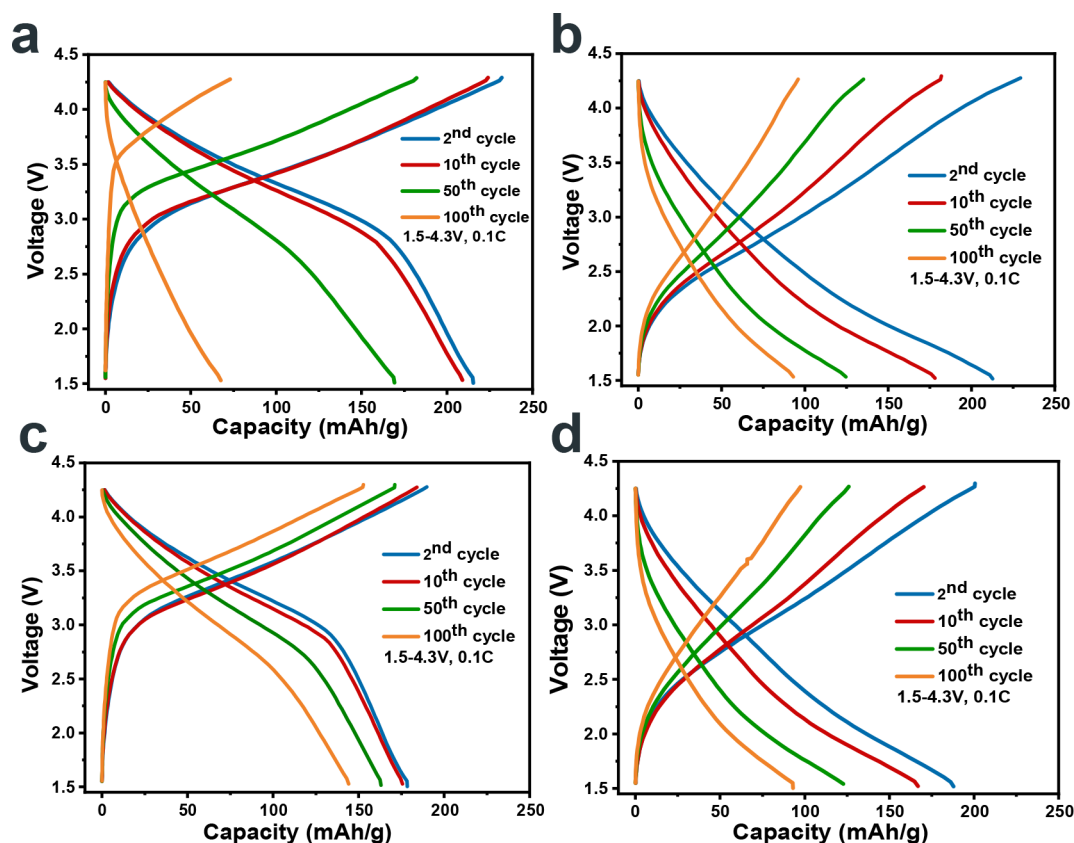 a
4.5
4.0
3.5
3.0
2.5
2.0
1.5
Voltage (V)
2nd cycle
10th cycle
50th cycle
100th cycle
1.5-4.3V, 0.1C
0 50 100 150 200 250
Capacity (mAh/g)
b
4.5
4.0
3.5
3.0
2.5
2.0
1.5
Voltage (V)
2nd cycle
10th cycle
50th cycle
100th cycle
1.5-4.3V, 0.1C
0 50 100 150 200 250
Capacity (mAh/g)
c
4.5
4.0
3.5
3.0
2.5
2.0
1.5
Voltage (V)
2nd cycle
10th cycle
50th cycle
100th cycle
1.5-4.3V, 0.1C
0 50 100 150 200 250
Capacity (mAh/g)
d
4.5
4.0
3.5
3.0
2.5
2.0
1.5
Voltage (V)
2nd cycle
10th cycle
50th cycle
100th cycle
1.5-4.3V, 0.1C
0 50 100 150 200 250
Capacity (mAh/g)